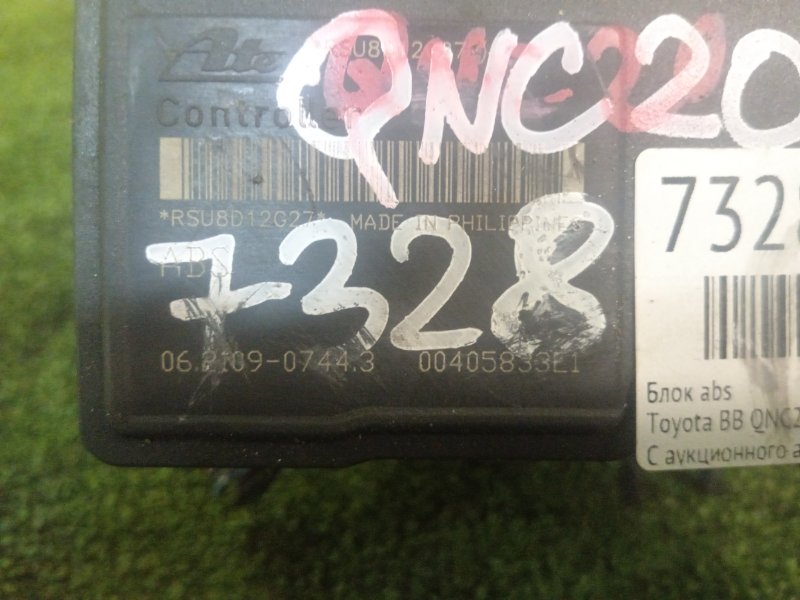 Ate
QNC20
Controller
*RSU8D12G27* MADE IN PHILIPPINES
ABS
7328
06.2109-0744.3 00405833E1
7328
Блок abs
Toyota BB QNC2
С аукционного а